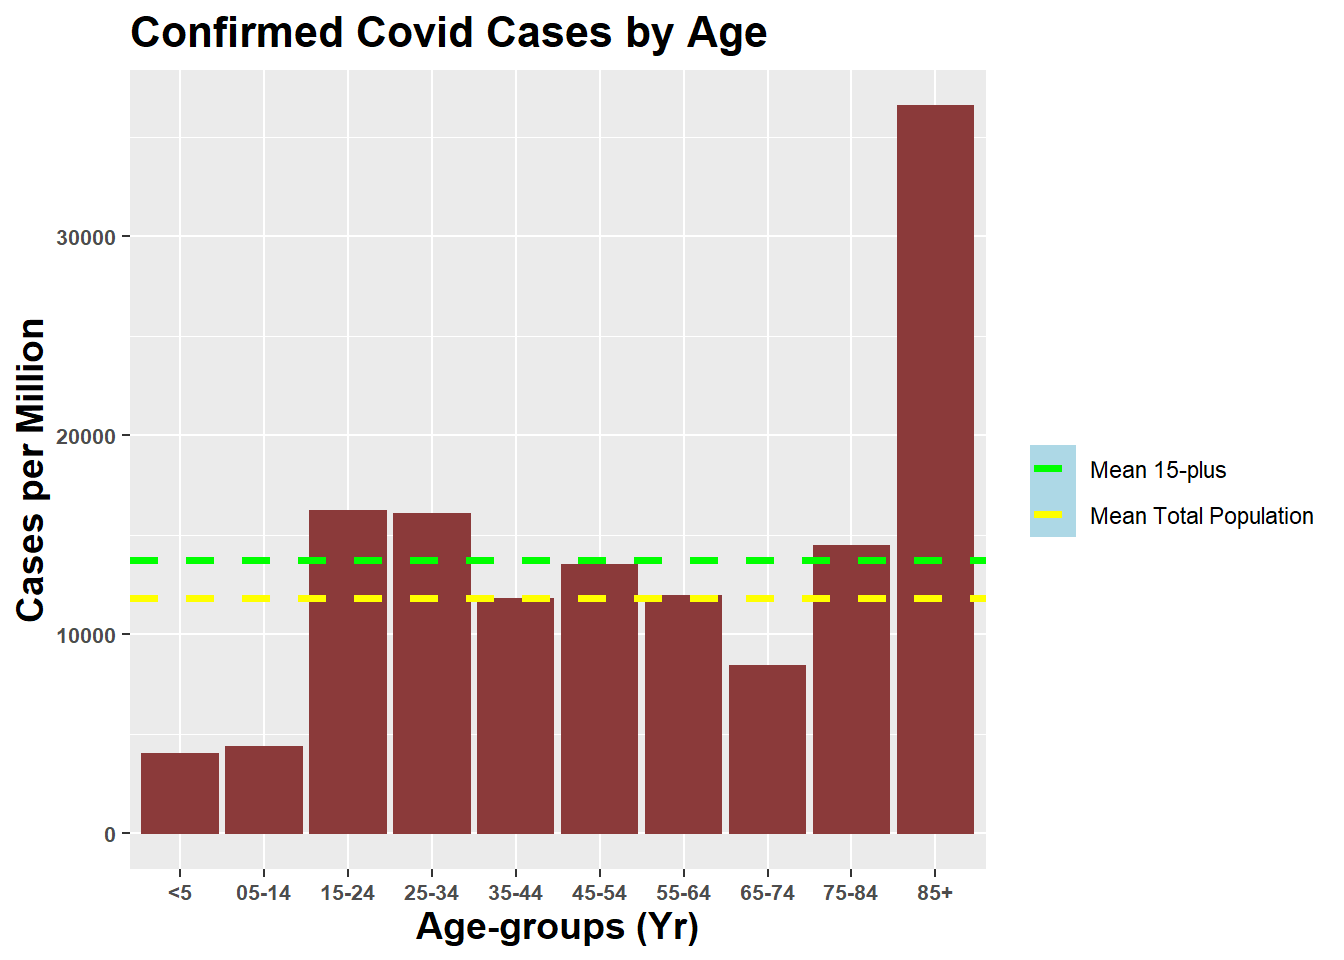 Confirmed Covid Cases by Age
Cases per Million
30000
20000
10000
0
<5 05-14 15-24 25-34 35-44 45-54 55-64 65-74 75-84 85+
Age-groups (Yr)
Mean 15-plus
Mean Total Population